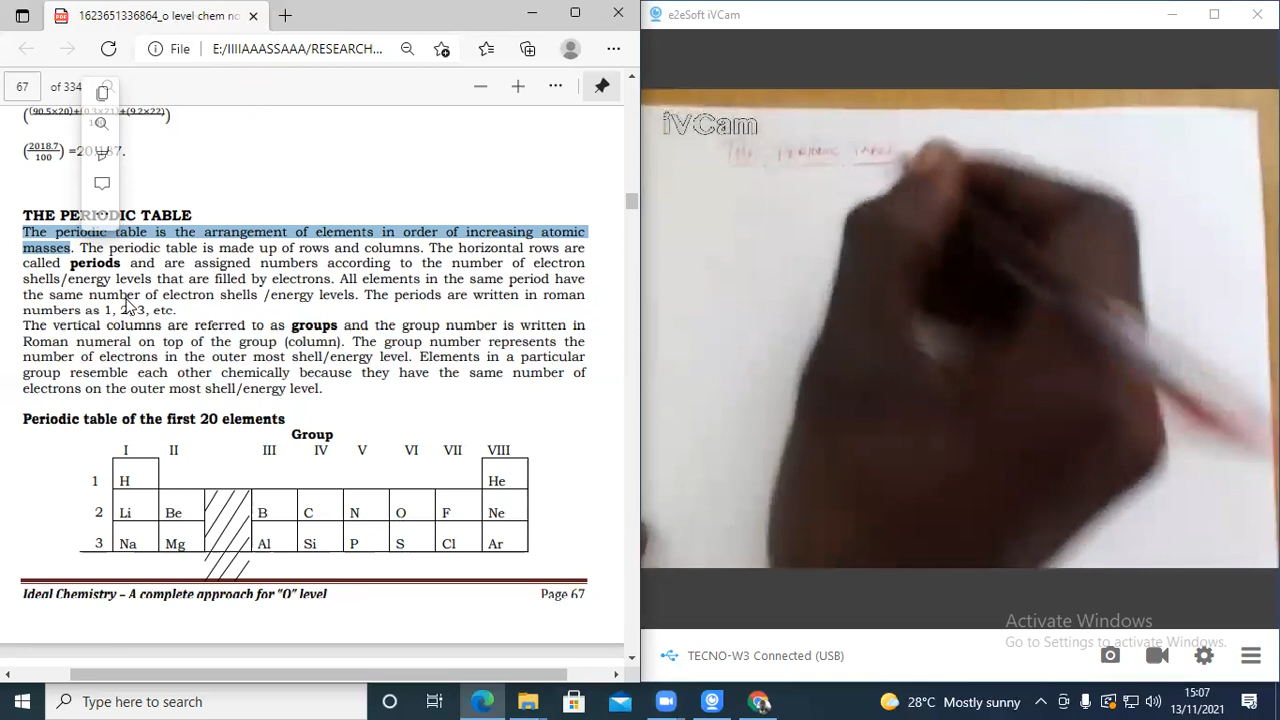 1623651336864_o level chem no
e2eSoft iVCam
File
E:/IIIIAAASSAAA/RESEARCH...
67 of 334
((90.5×20)+(0.3×21)+(9.2×22)
(2018.7
100) =20.187.
THE PERIODIC TABLE
The periodic table is the arrangement of elements in order of increasing atomic
masses. The periodic table is made up of rows and columns. The horizontal rows are
called periods and are assigned numbers according to the number of electron
shells/energy levels that are filled by electrons. All elements in the same period have
the same number of electron shells /energy levels. The periods are written in roman
numbers as 1, 2, 3, etc.
The vertical columns are referred to as groups and the group number is written in
Roman numeral on top of the group (column). The group number represents the
number of electrons in the outer most shell/energy level. Elements in a particular
group resemble each other chemically because they have the same number of
electrons on the outer most shell/energy level.
Periodic table of the first 20 elements
Group
I II III IV V VI VII VIII
1 H He
2 Li Be B C N O F Ne
3 Na Mg Al Si P S Cl Ar
Ideal Chemistry – A complete approach for "O" level Page 67
iVCam
Activate Windows
Go to Settings to activate Windows.
TECNO-W3 Connected (USB)
Type here to search
28°C Mostly sunny
15:07
13/11/2021